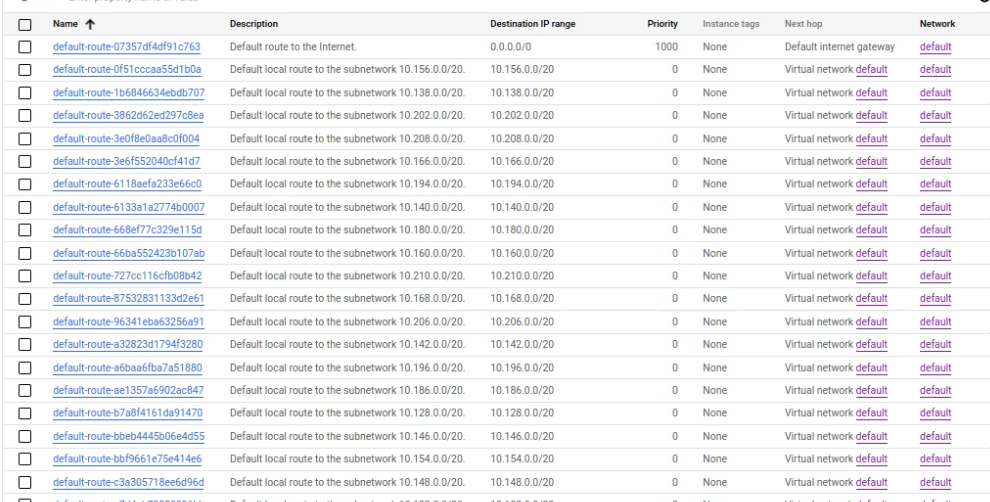 Name Description Destination IP range Priority Instance tags Next hop Network
default-route-07357df4df91c763 Default route to the Internet. 0.0.0.0/0 1000 None Default internet gateway default
default-route-0f51cccaa55d1b0a Default local route to the subnetwork 10.156.0.0/20. 10.156.0.0/20 0 None Virtual network default default
default-route-1b6846634ebdb707 Default local route to the subnetwork 10.138.0.0/20. 10.138.0.0/20 0 None Virtual network default default
default-route-3862d62ed297c8ea Default local route to the subnetwork 10.202.0.0/20. 10.202.0.0/20 0 None Virtual network default default
default-route-3e0f8e0aa8c0f004 Default local route to the subnetwork 10.208.0.0/20. 10.208.0.0/20 0 None Virtual network default default
default-route-3e6f552040cf41d7 Default local route to the subnetwork 10.166.0.0/20. 10.166.0.0/20 0 None Virtual network default default
default-route-6118aefa233e66c0 Default local route to the subnetwork 10.194.0.0/20. 10.194.0.0/20 0 None Virtual network default default
default-route-6133a1a2774b0007 Default local route to the subnetwork 10.140.0.0/20. 10.140.0.0/20 0 None Virtual network default default
default-route-668ef77c329e115d Default local route to the subnetwork 10.180.0.0/20. 10.180.0.0/20 0 None Virtual network default default
default-route-66ba552423b107ab Default local route to the subnetwork 10.160.0.0/20. 10.160.0.0/20 0 None Virtual network default default
default-route-727cc116cfb08b42 Default local route to the subnetwork 10.210.0.0/20. 10.210.0.0/20 0 None Virtual network default default
default-route-87532831133d2e61 Default local route to the subnetwork 10.168.0.0/20. 10.168.0.0/20 0 None Virtual network default default
default-route-96341eba63256a91 Default local route to the subnetwork 10.206.0.0/20. 10.206.0.0/20 0 None Virtual network default default
default-route-a32823d1794f3280 Default local route to the subnetwork 10.142.0.0/20. 10.142.0.0/20 0 None Virtual network default default
default-route-a6baa6fba7a51880 Default local route to the subnetwork 10.196.0.0/20. 10.196.0.0/20 0 None Virtual network default default
default-route-ae1357a6902ac847 Default local route to the subnetwork 10.186.0.0/20. 10.186.0.0/20 0 None Virtual network default default
default-route-b7a8f4161da91470 Default local route to the subnetwork 10.128.0.0/20. 10.128.0.0/20 0 None Virtual network default default
default-route-bbeb4445b06e4d55 Default local route to the subnetwork 10.146.0.0/20. 10.146.0.0/20 0 None Virtual network default default
default-route-bbf9661e75e414e6 Default local route to the subnetwork 10.154.0.0/20. 10.154.0.0/20 0 None Virtual network default default
default-route-c3a305718ee6d96d Default local route to the subnetwork 10.148.0.0/20. 10.148.0.0/20 0 None Virtual network default default